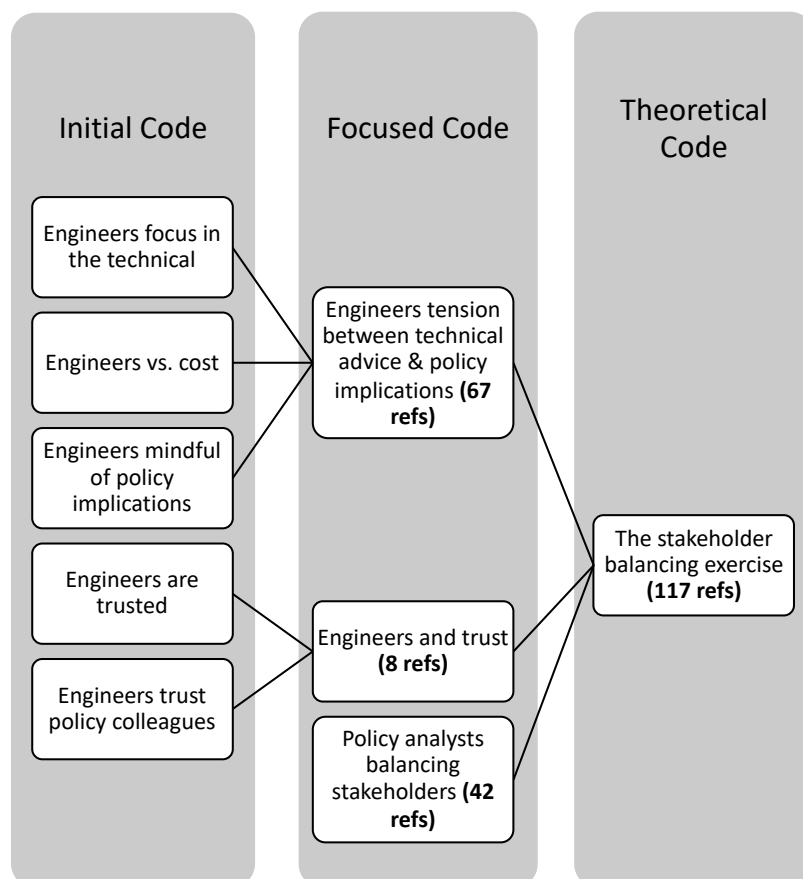 Initial Code
Engineers focus in
the technical
Engineers vs. cost
Engineers mindful
of policy
implications
Engineers are
trusted
Engineers trust
policy colleagues
Focused Code
Engineers tension
between technical
advice & policy
implications (67
refs)
Engineers and trust
(8 refs)
Policy analysts
balancing
stakeholders (42
refs)
Theoretical
Code
The stakeholder
balancing exercise
(117 refs)